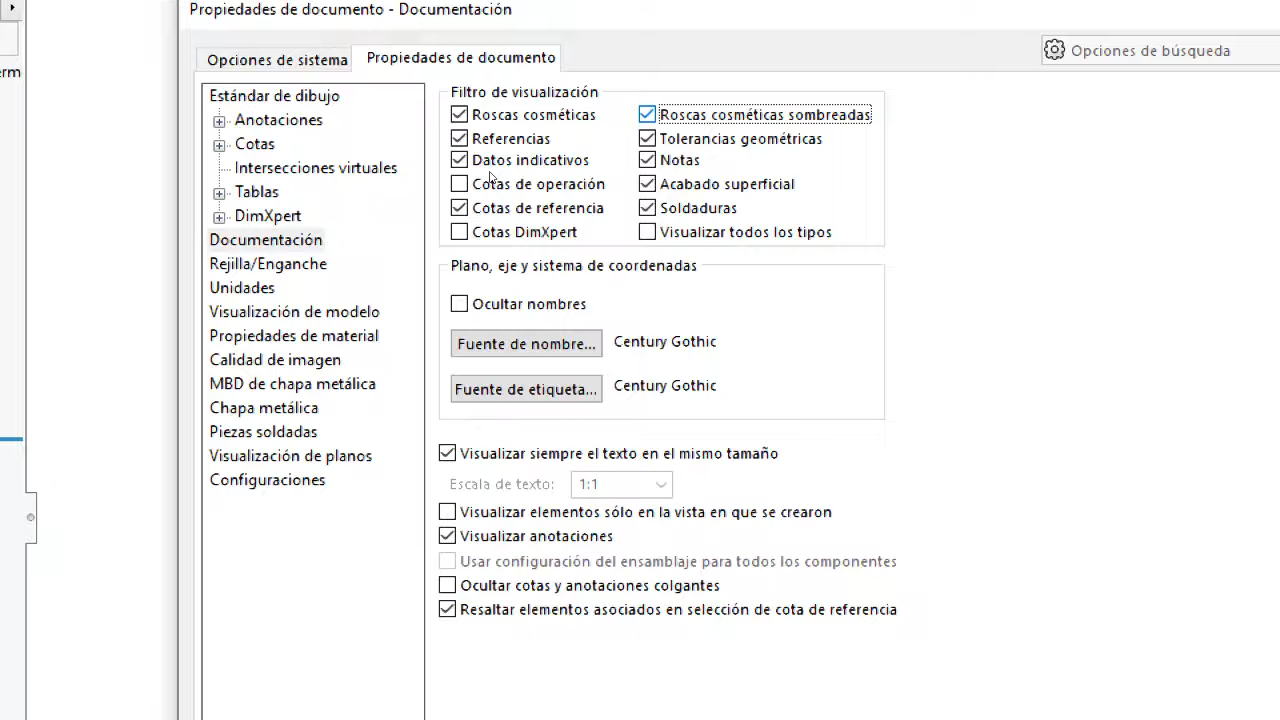 Propiedades de documento - Documentación
Opciones de sistema
Propiedades de documento
Opciones de búsqueda
erm
Estándar de dibujo
Anotaciones
Cotas
Intersecciones virtuales
Tablas
DimXpert
Documentación
Rejilla/Enganche
Unidades
Visualización de modelo
Propiedades de material
Calidad de imagen
MBD de chapa metálica
Chapa metálica
Piezas soldadas
Visualización de planos
Configuraciones
Filtro de visualización
Roscas cosméticas
Roscas cosméticas sombreadas
Referencias
Tolerancias geométricas
Datos indicativos
Notas
Cotas de operación
Acabado superficial
Cotas de referencia
Soldaduras
Cotas DimXpert
Visualizar todos los tipos
Plano, eje y sistema de coordenadas
Ocultar nombres
Fuente de nombre...
Century Gothic
Fuente de etiqueta...
Century Gothic
Visualizar siempre el texto en el mismo tamaño
Escala de texto:
1:1
Visualizar elementos sólo en la vista en que se crearon
Visualizar anotaciones
Usar configuración del ensamblaje para todos los componentes
Ocultar cotas y anotaciones colgantes
Resaltar elementos asociados en selección de cota de referencia